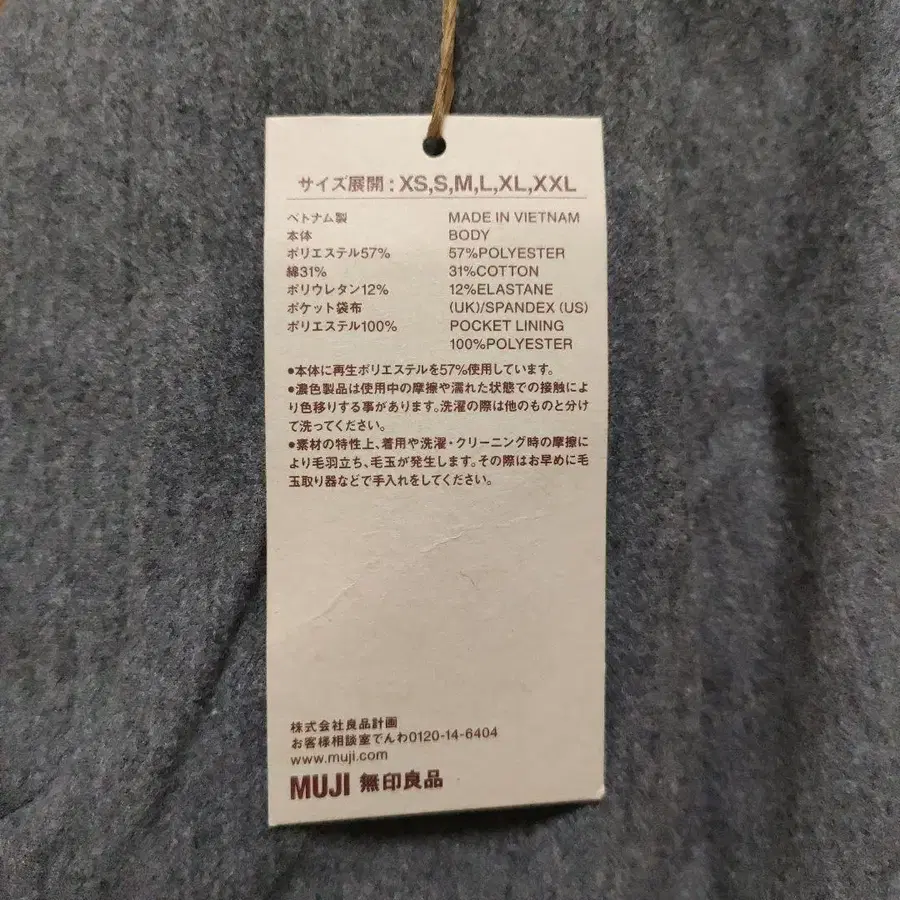 サイズ展開：XS,S,M,L,XL,XXL
ベトナム製
本体
ポリエステル57%
綿31%
ポリウレタン12%
ポケット袋布
ポリエステル100%
MADE IN VIETNAM
BODY
57%POLYESTER
31%COTTON
12%ELASTANE
(UK)/SPANDEX (US)
POCKET LINING
100%POLYESTER
●本体に再生ポリエステルを57%使用しています。
●濃色製品は使用中の摩擦や濡れた状態での接触によ
り色移りする事があります。洗濯の際は他のものと分け
て洗ってください。
●素材の特性上、着用や洗濯・クリーニング時の摩擦に
より毛羽立ち、毛玉が発生します。その際はお早めに毛
玉取り器などで手入れをしてください。
株式会社良品計画
お客様相談室でんわ0120-14-6404
www.muji.com
MUJI 無印良品